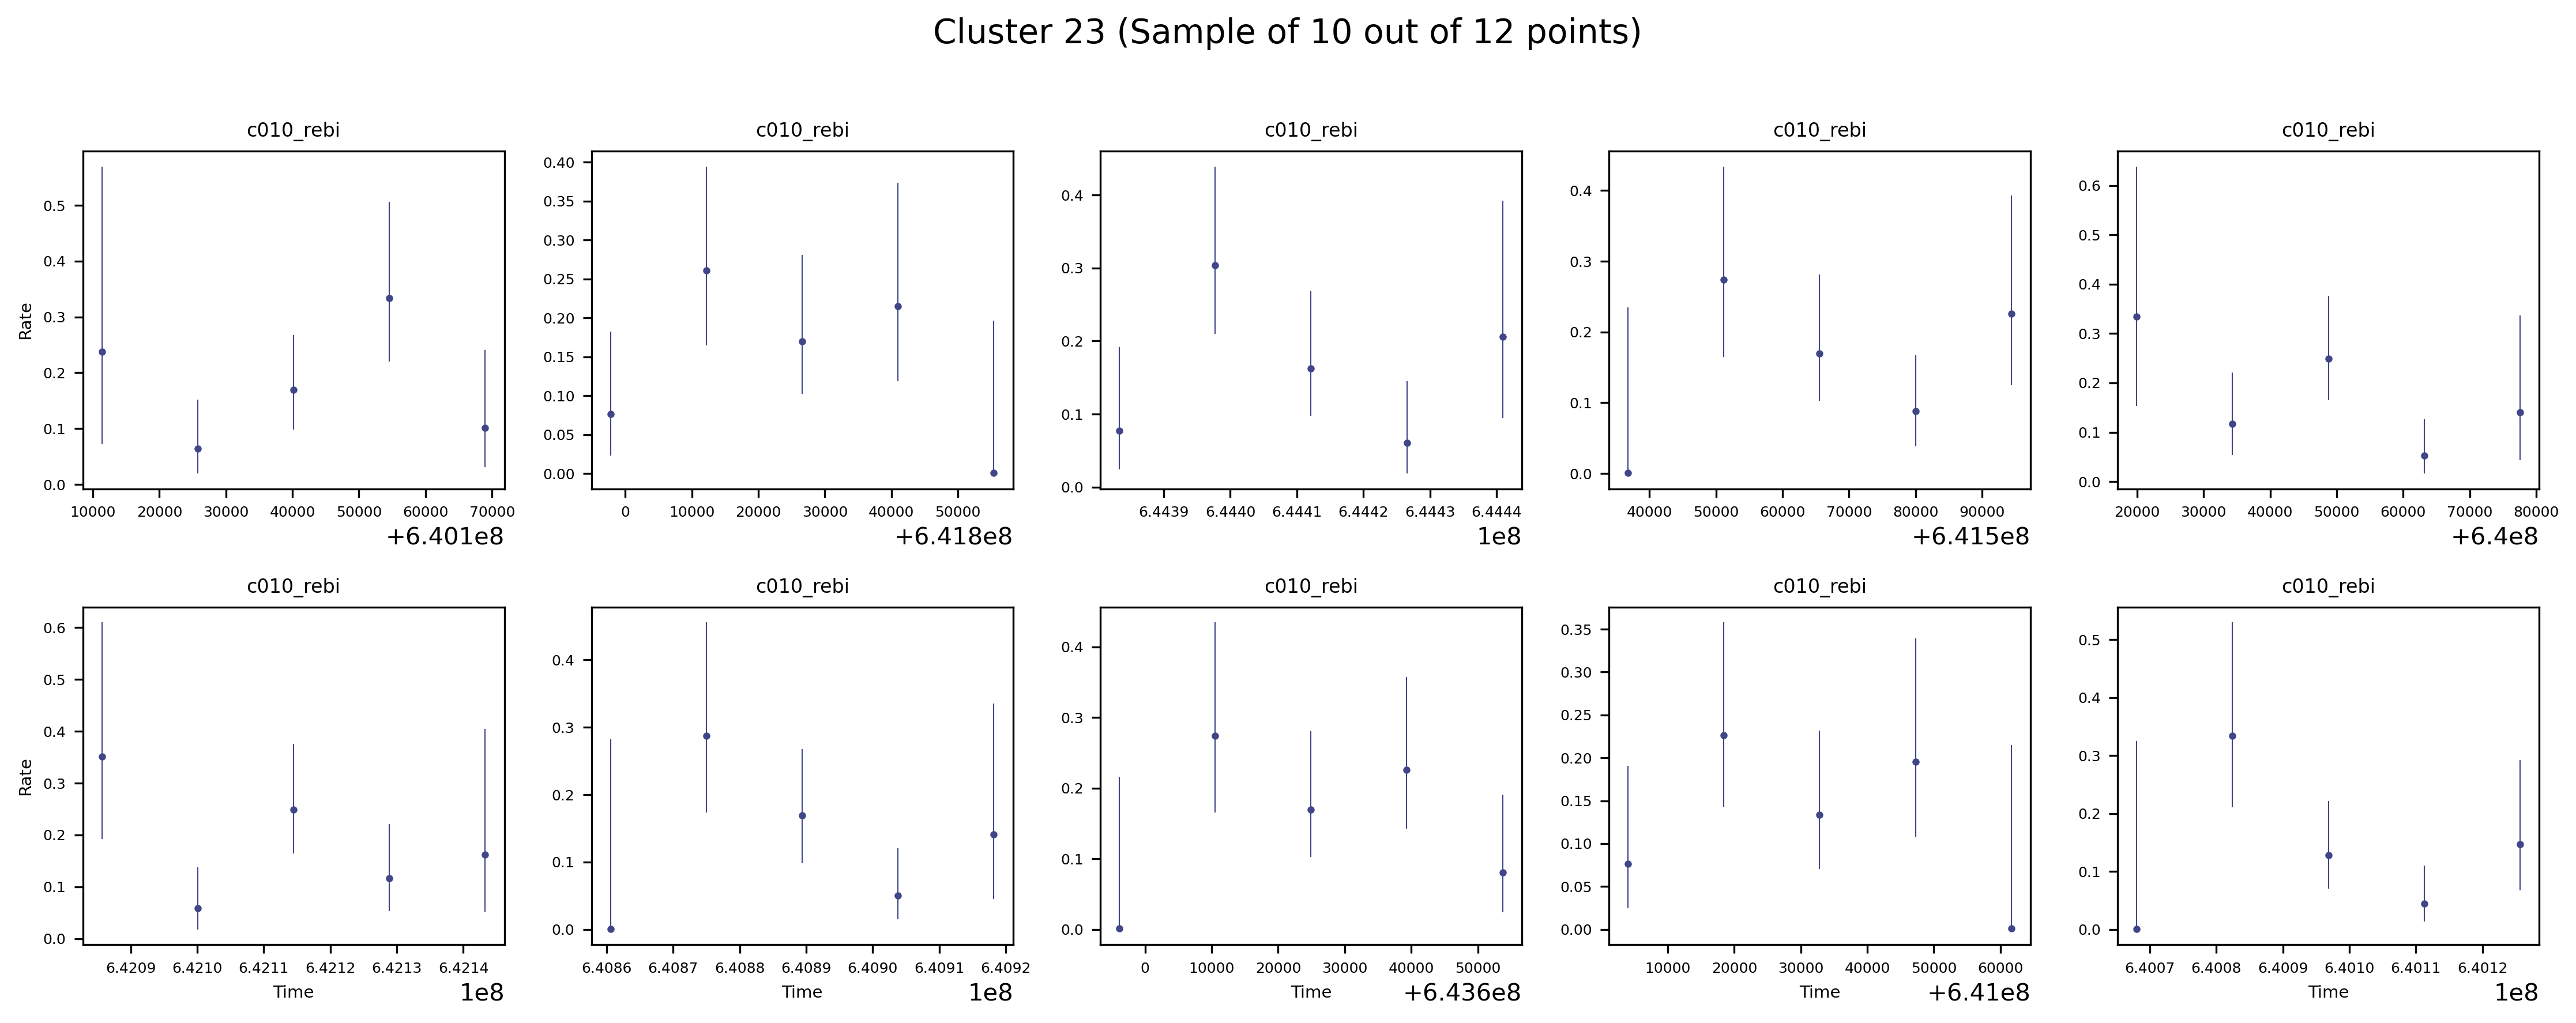 Cluster 23 (Sample of 10 out of 12 points)
c010_rebi c010_rebi c010_rebi c010_rebi c010_rebi
Rate
0.5 0.4 0.3 0.2 0.1 0.0
10000 20000 30000 40000 50000 60000 70000
+6.401e8
0.40 0.35 0.30 0.25 0.20 0.15 0.10 0.05 0.00
0 10000 20000 30000 40000 50000
+6.418e8
0.4 0.3 0.2 0.1 0.0
6.4439 6.4440 6.4441 6.4442 6.4443 6.4444
1e8
0.4 0.3 0.2 0.1 0.0
40000 50000 60000 70000 80000 90000
+6.415e8
0.6 0.5 0.4 0.3 0.2 0.1 0.0
20000 30000 40000 50000 60000 70000 80000
+6.4e8
c010_rebi c010_rebi c010_rebi c010_rebi c010_rebi
Rate
0.6 0.5 0.4 0.3 0.2 0.1 0.0
6.4209 6.4210 6.4211 6.4212 6.4213 6.4214
Time 1e8
0.4 0.3 0.2 0.1 0.0
6.4086 6.4087 6.4088 6.4089 6.4090 6.4091 6.4092
Time 1e8
0.4 0.3 0.2 0.1 0.0
0 10000 20000 30000 40000 50000
Time +6.436e8
0.35 0.30 0.25 0.20 0.15 0.10 0.05 0.00
10000 20000 30000 40000 50000 60000
Time +6.41e8
0.5 0.4 0.3 0.2 0.1 0.0
6.4007 6.4008 6.4009 6.4010 6.4011 6.4012
Time 1e8